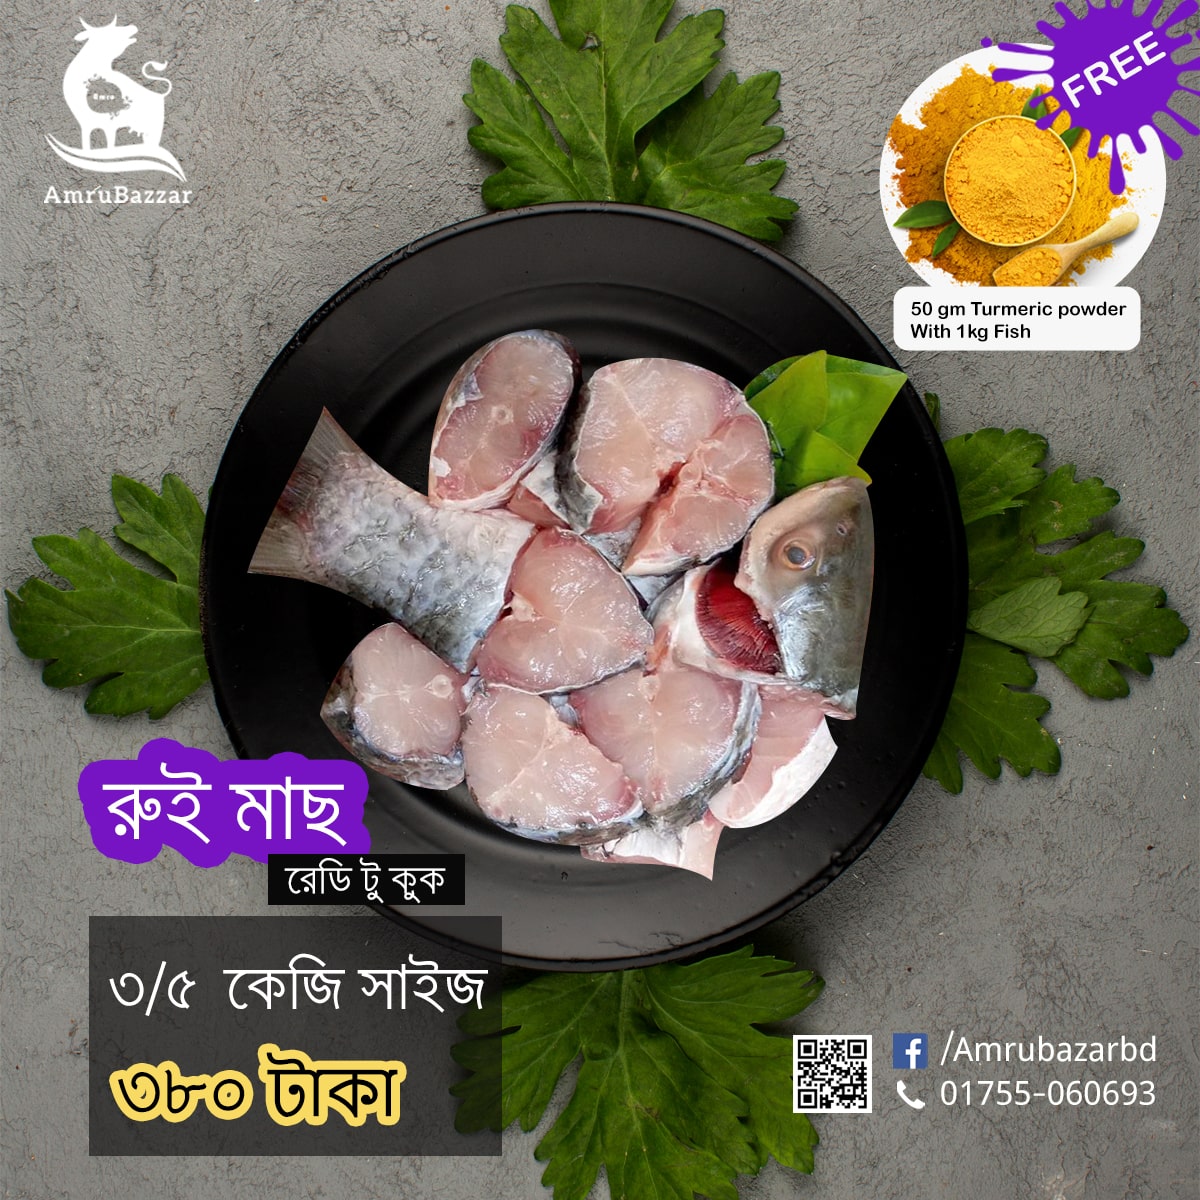 AmruBazzar
FREE
50 gm Turmeric powder
With 1kg Fish
রুই মাছ
রেডি টু কুক
৩/৫ কেজি সাইজ
৩৮০ টাকা
/Amrubazarbd
01755-060693